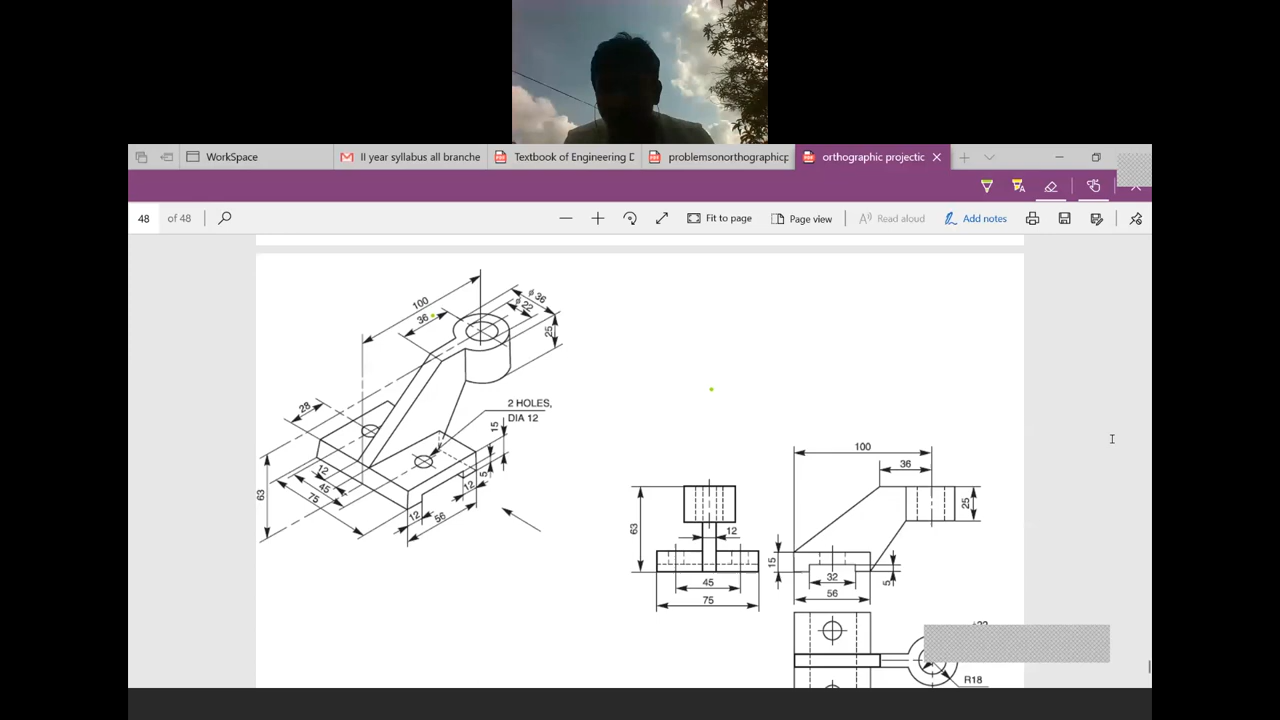 WorkSpace
II year syllabus all branche
Textbook of Engineering D
problemsonorthographicp
orthographic projectic
48 of 48
Fit to page
Page view
Read aloud
Add notes
100
36
ϕ 36
ϕ 22
25
28
2 HOLES,
DIA 12
15
5
12
63
12
45
75
12
56
100
36
25
63
12
45
75
15
32
5
56
R18